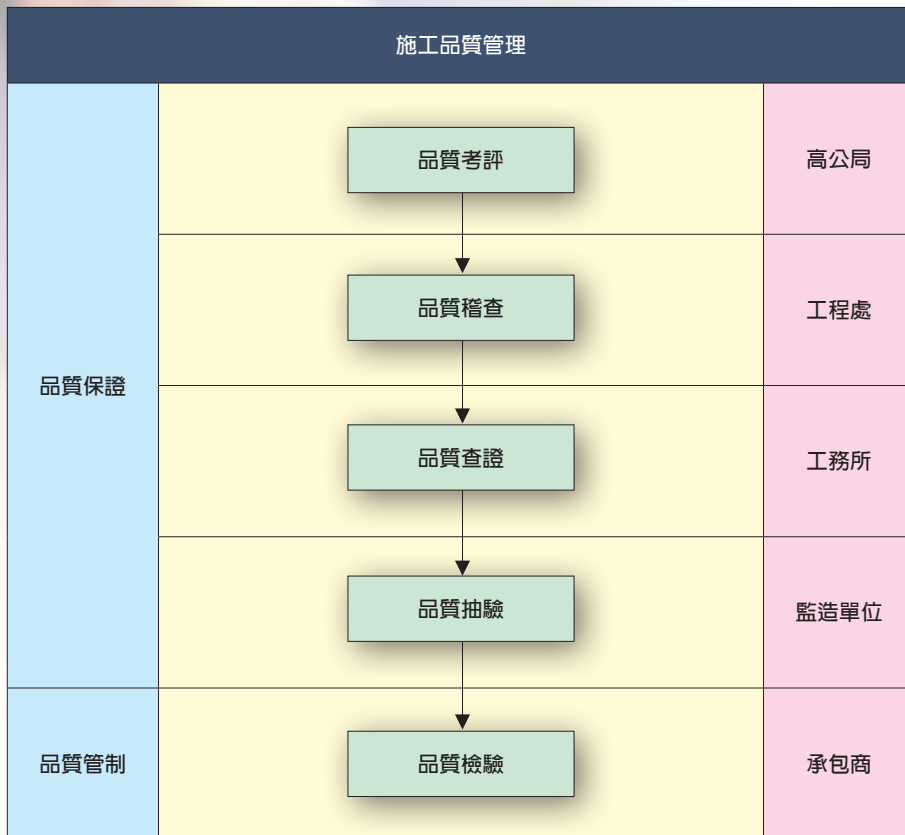 施工品質管理
品質考評
高公局
品質稽查
工程處
品質保證
品質查證
工務所
品質抽驗
監造單位
品質管制
品質檢驗
承包商